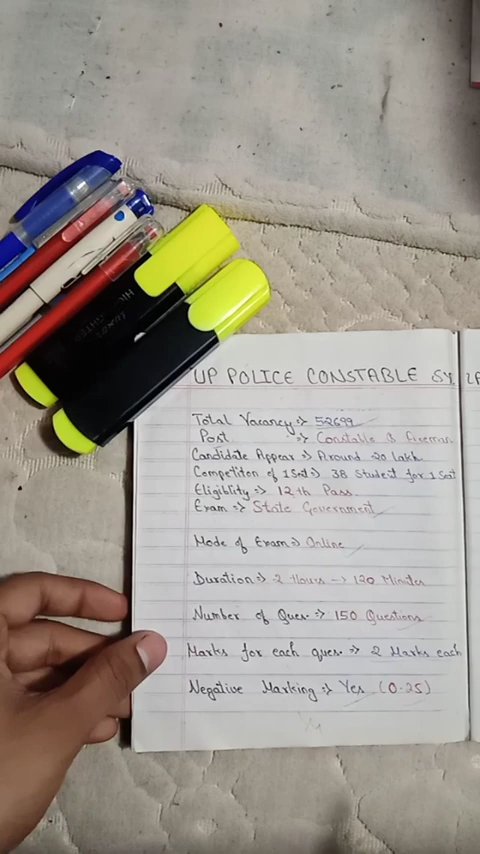 UP POLICE CONSTABLE SY
Total Vacancy :-> 52699
Post :-> Constable & Fireman
Candidate Appear :-> Around 20 lakh
Competiton of 1 Seat :-> 38 Student for 1 Seat
Eligiblity :-> 12th Pass.
Exam :-> State Government
Mode of Exam :-> Online
Duration :-> 2 Hours -> 120 Minutes
Number of Ques. :-> 150 Questions
Marks for each ques. :-> 2 Marks each
Negative Marking :-> Yes (0.25)